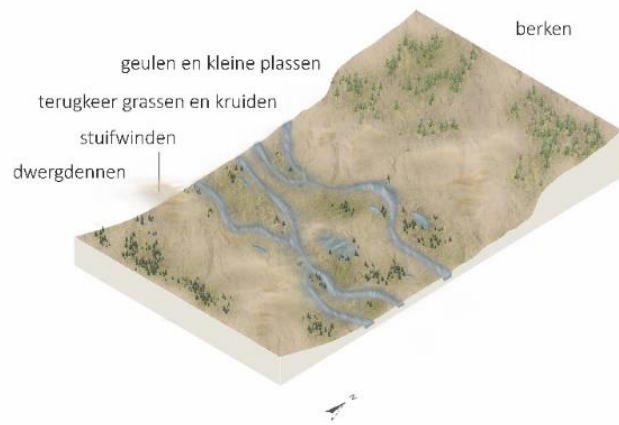 berken
geulen en kleine plassen
terugkeer grassen en kruiden
stuifwinden
dwergdennen
N